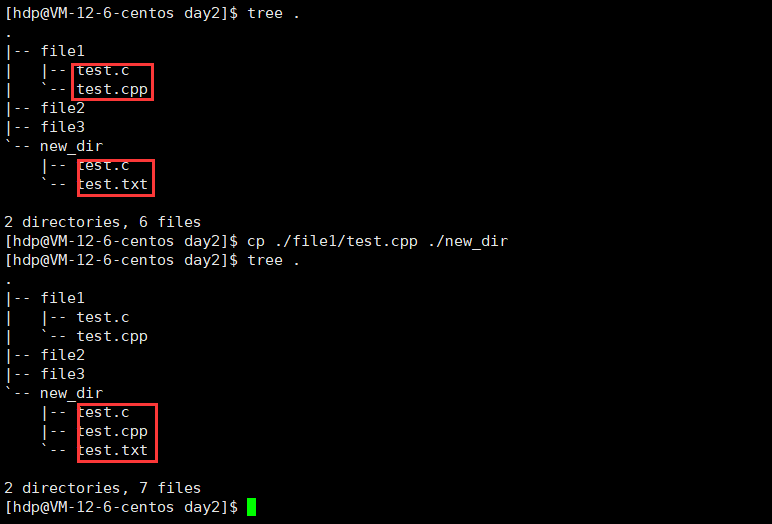 [hdp@VM-12-6-centos day2]$ tree .
.
|-- file1
|   |-- test.c
|   `-- test.cpp
|-- file2
|-- file3
`-- new_dir
    |-- test.c
    `-- test.txt

2 directories, 6 files
[hdp@VM-12-6-centos day2]$ cp ./file1/test.cpp ./new_dir
[hdp@VM-12-6-centos day2]$ tree .
.
|-- file1
|   |-- test.c
|   `-- test.cpp
|-- file2
|-- file3
`-- new_dir
    |-- test.c
    |-- test.cpp
    `-- test.txt

2 directories, 7 files
[hdp@VM-12-6-centos day2]$